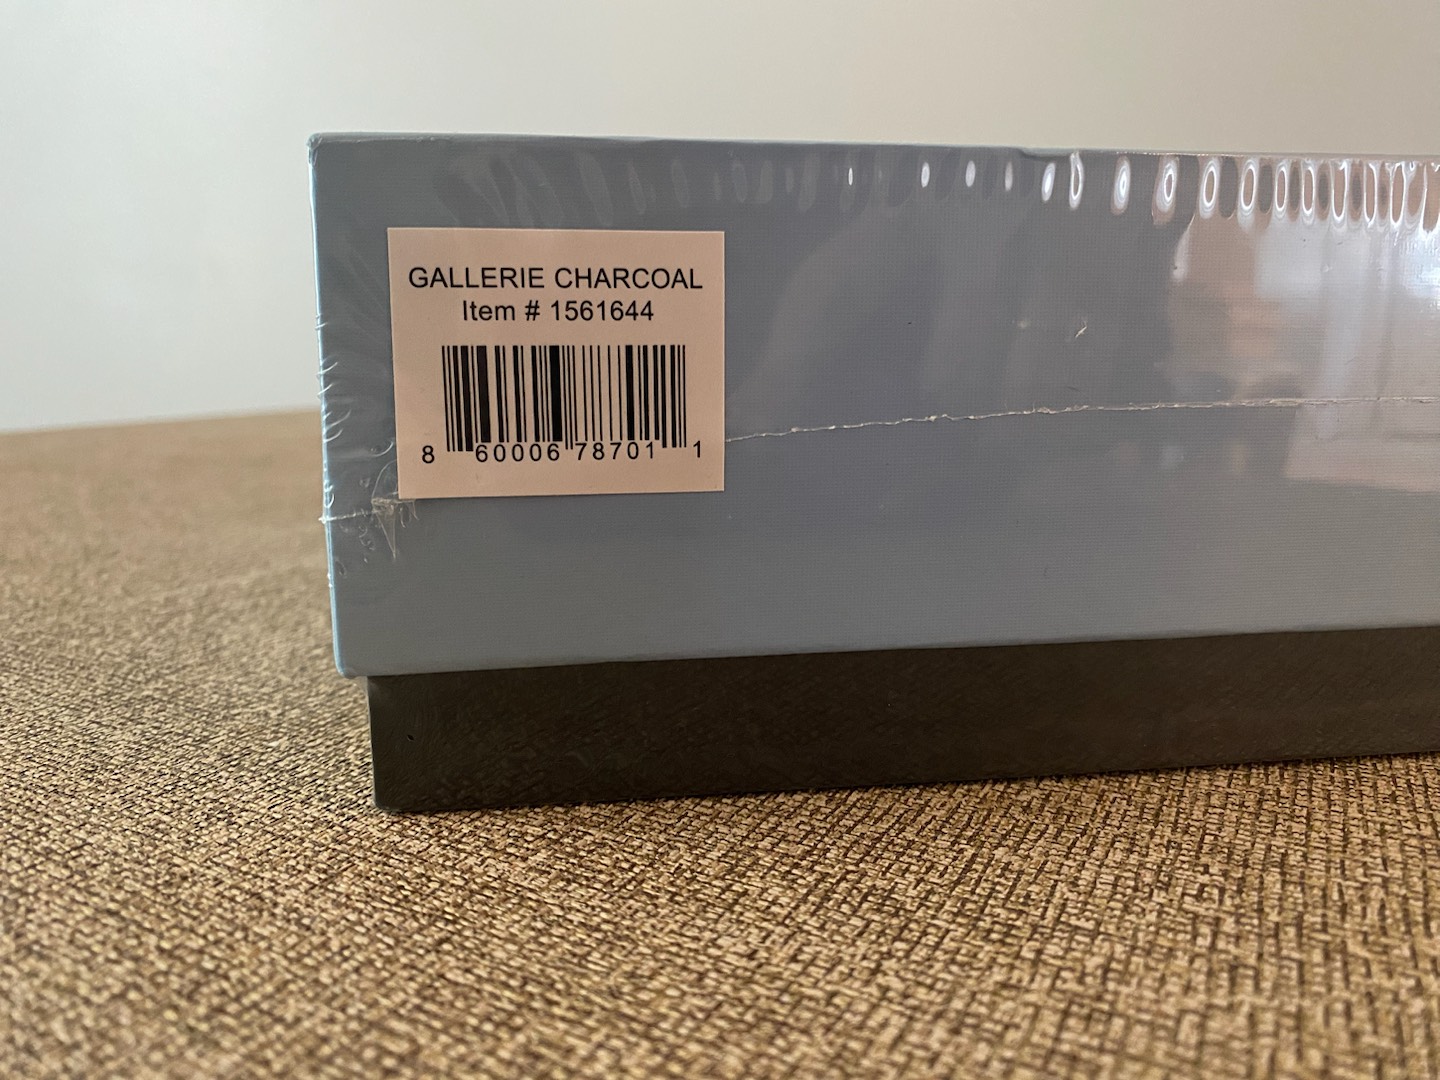 GALLERIE CHARCOAL
Item # 1561644
8 60006 78701 1